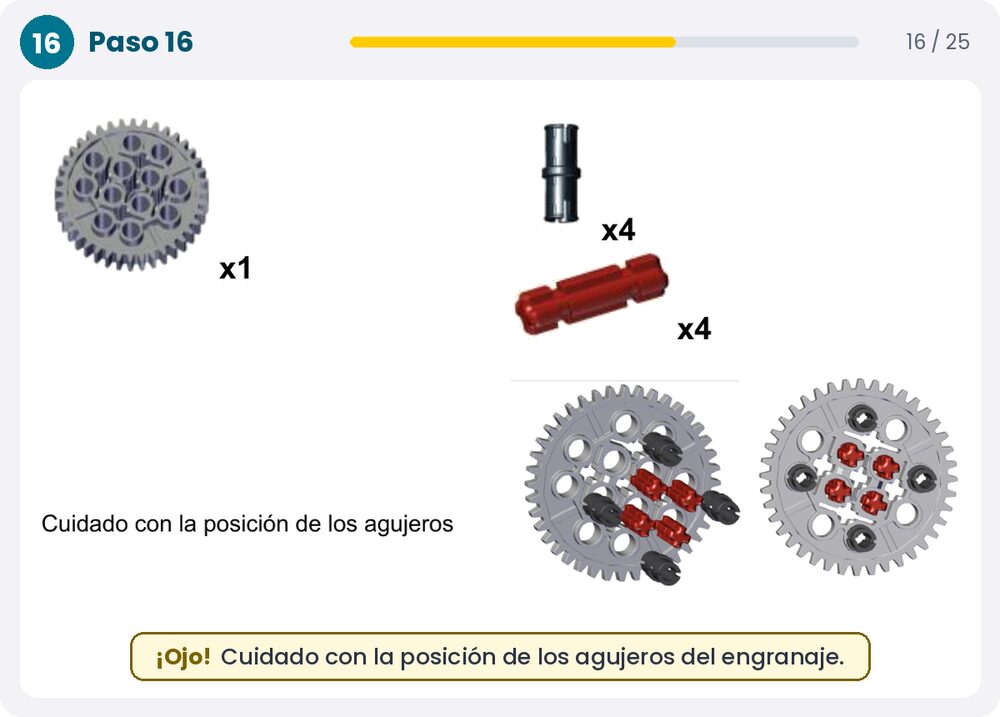 16 Paso 16 16 / 25
x1
x4
x4
Cuidado con la posición de los agujeros
¡Ojo! Cuidado con la posición de los agujeros del engranaje.